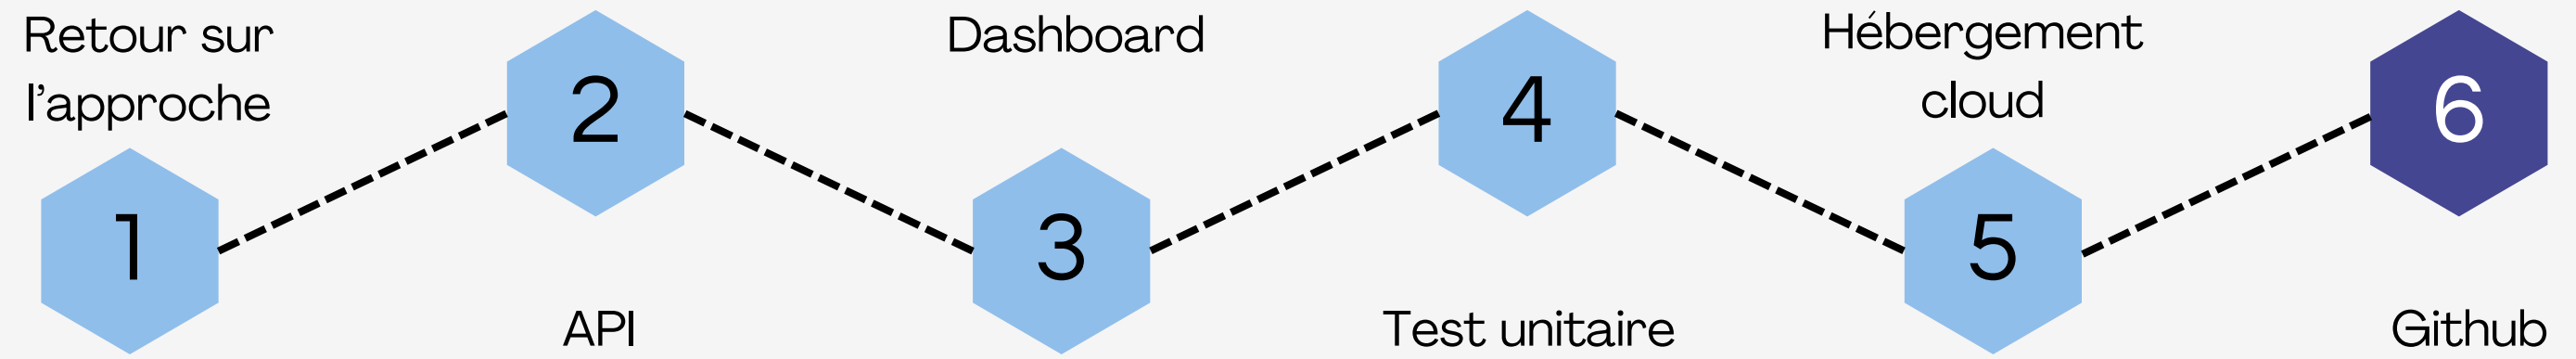 Retour sur
l'approche
1
2
API
Dashboard
3
4
Test unitaire
Hébergement
cloud
5
6
Github